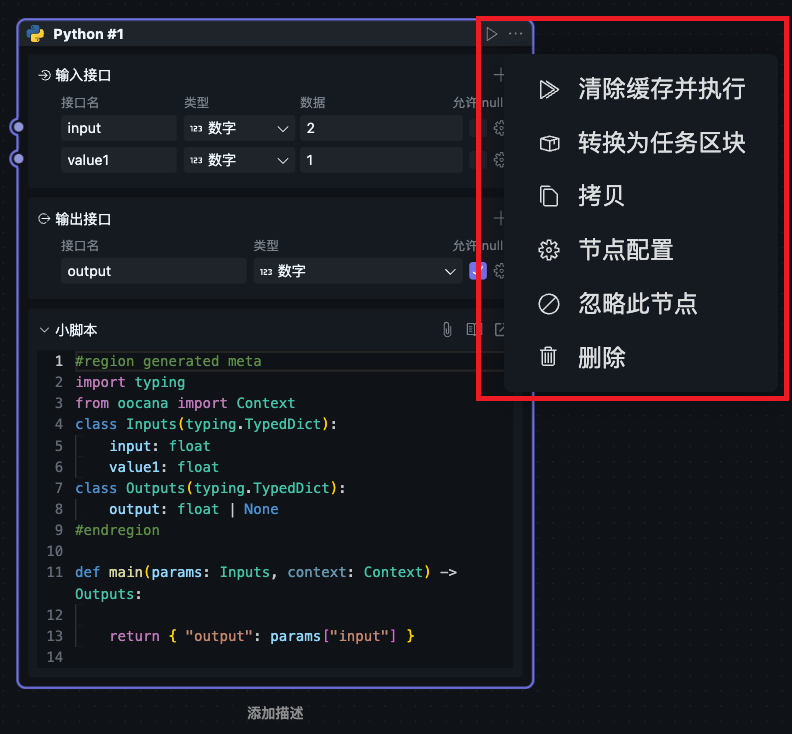 Python #1
输入接口
接口名 类型 数据 允许null
input 123 数字 2
value1 123 数字 1
输出接口
接口名 类型 允许null
output 123 数字
小脚本
1 #region generated meta
2 import typing
3 from oocana import Context
4 class Inputs(typing.TypedDict):
5 input: float
6 value1: float
7 class Outputs(typing.TypedDict):
8 output: float | None
9 #endregion
10
11 def main(params: Inputs, context: Context) ->
Outputs:
12
13 return { "output": params["input"] }
14
添加描述
清除缓存并执行
转换为任务区块
拷贝
节点配置
忽略此节点
删除